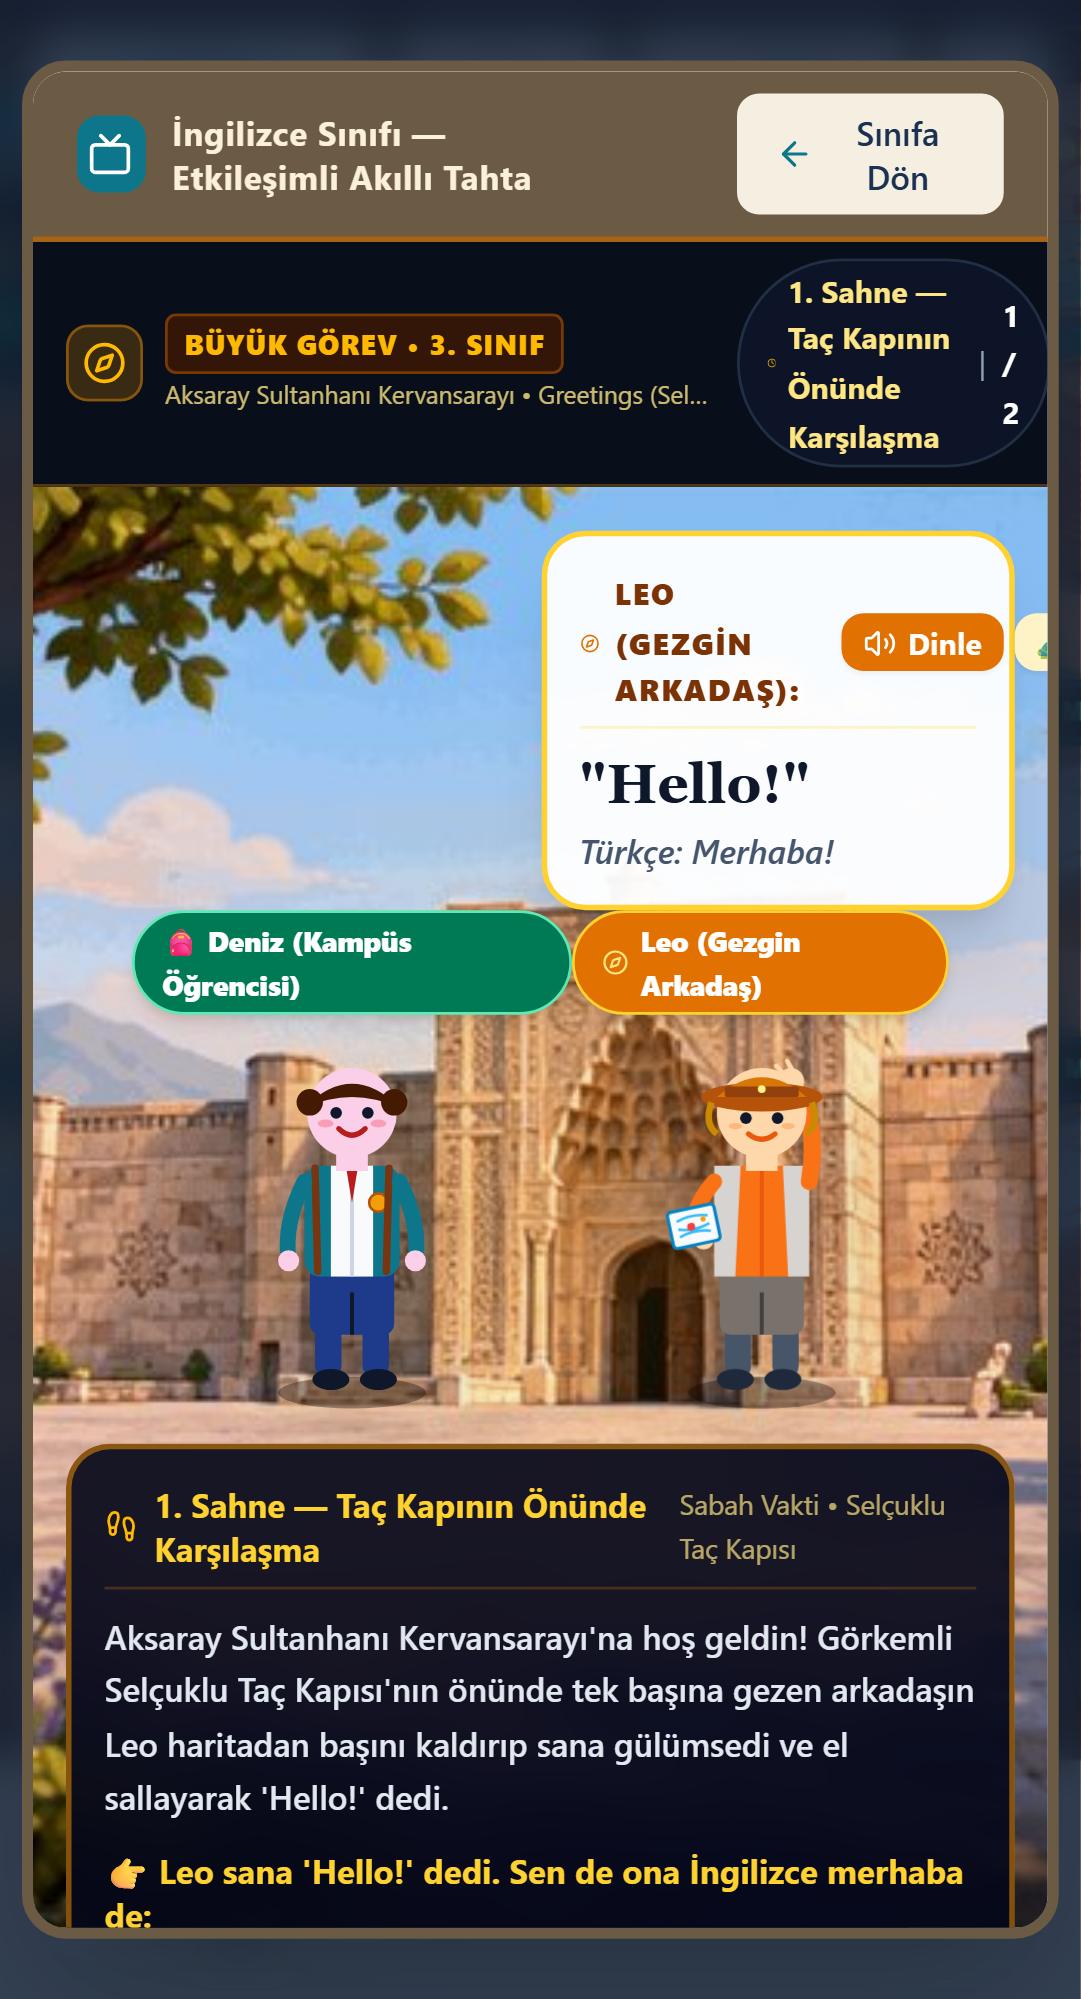 İngilizce Sınıfı —
Etkileşimli Akıllı Tahta
Sınıfa
Dön
BÜYÜK GÖREV • 3. SINIF
Aksaray Sultanhanı Kervansarayı • Greetings (Sel...
1. Sahne —
Taç Kapının
Önünde
Karşılaşma
|
1
/
2
LEO
(GEZGİN
ARKADAŞ):
Dinle
"Hello!"
Türkçe: Merhaba!
Deniz (Kampüs
Öğrencisi)
Leo (Gezgin
Arkadaş)
1. Sahne — Taç Kapının Önünde
Karşılaşma
Sabah Vakti • Selçuklu
Taç Kapısı
Aksaray Sultanhanı Kervansarayı'na hoş geldin! Görkemli
Selçuklu Taç Kapısı'nın önünde tek başına gezen arkadaşın
Leo haritadan başını kaldırıp sana gülümsedi ve el
sallayarak 'Hello!' dedi.
👉 Leo sana 'Hello!' dedi. Sen de ona İngilizce merhaba
de: